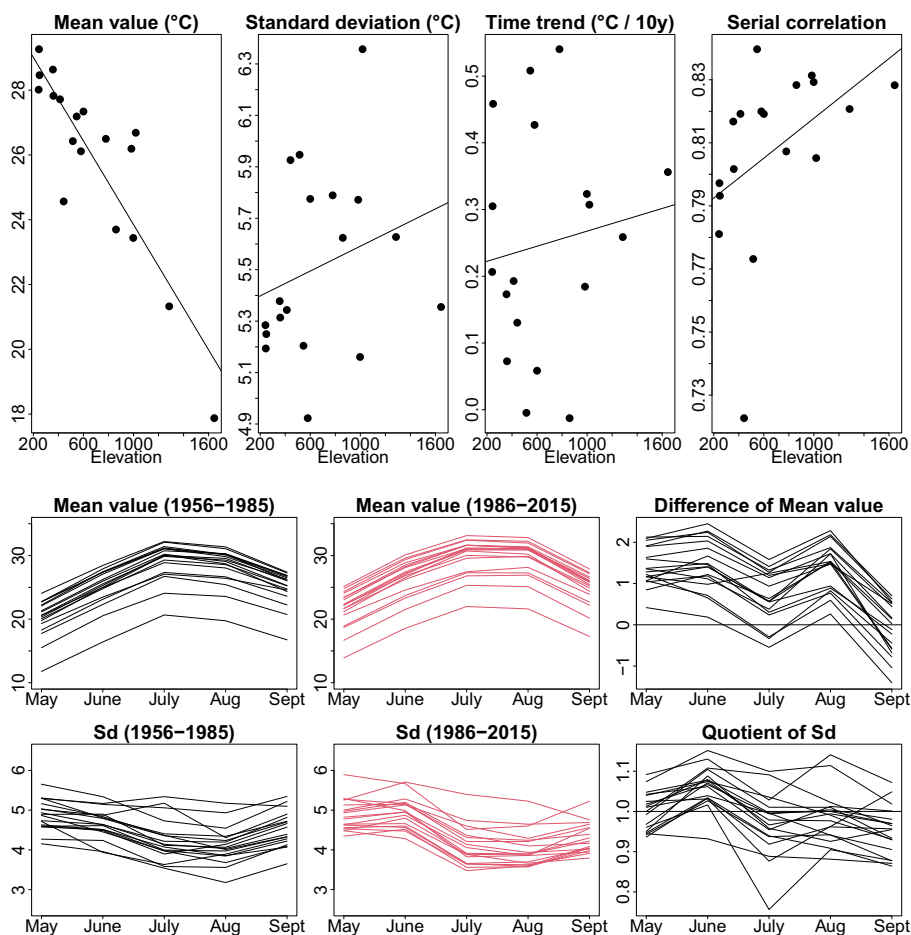 Mean value (°C) Standard deviation (°C) Time trend (°C / 10y) Serial correlation
18 20 22 24 26 28
200 600 1000 1600
Elevation
4.9 5.1 5.3 5.5 5.7 5.9 6.1 6.3
200 600 1000 1600
Elevation
0.0 0.1 0.2 0.3 0.4 0.5
200 600 1000 1600
Elevation
0.73 0.75 0.77 0.79 0.81 0.83
200 600 1000 1600
Elevation
Mean value (1956−1985) Mean value (1986−2015) Difference of Mean value
10 20 30
May June July Aug Sept
10 20 30
May June July Aug Sept
−1 0 1 2
May June July Aug Sept
Sd (1956−1985) Sd (1986−2015) Quotient of Sd
3 4 5 6
May June July Aug Sept
3 4 5 6
May June July Aug Sept
0.8 0.9 1.0 1.1
May June July Aug Sept